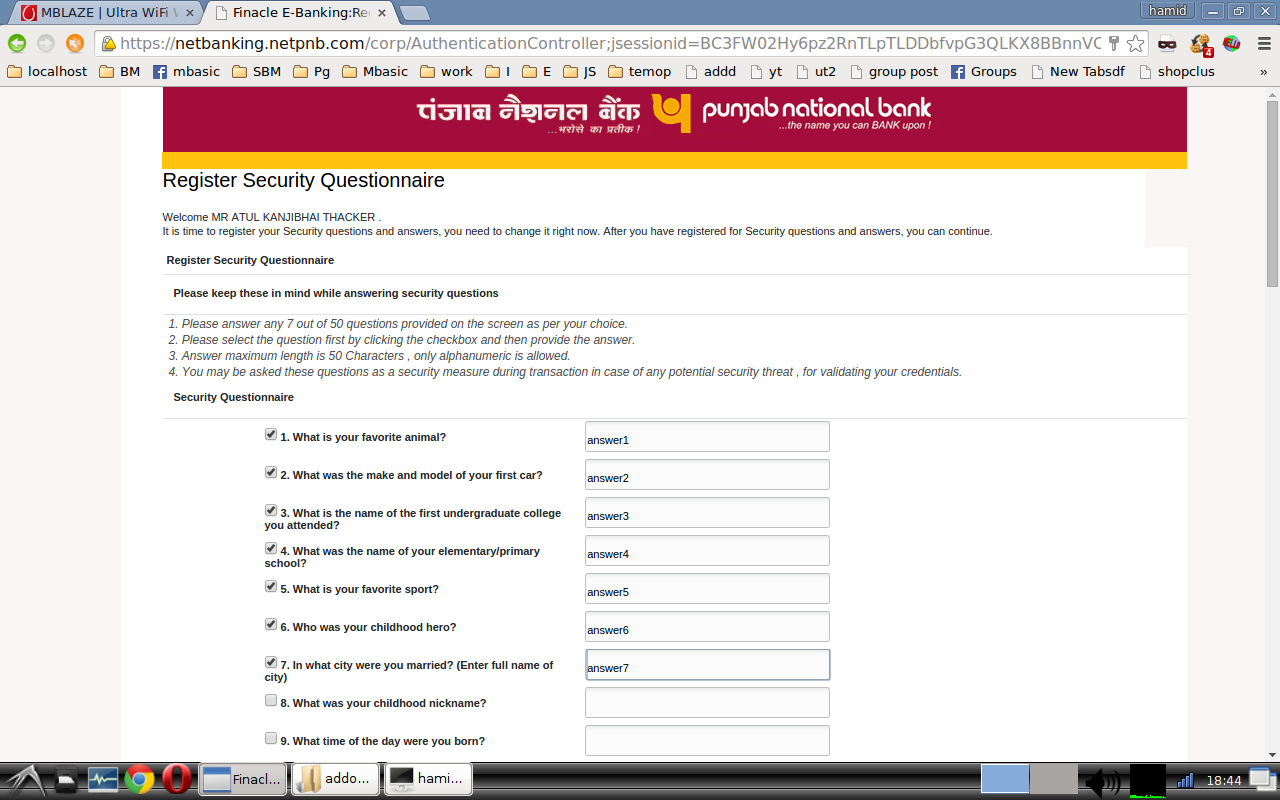 MBLAZE | Ultra WiFi
Finacle E-Banking:Re
hamid
https://netbanking.netpnb.com/corp/AuthenticationController;jsessionid=BC3FW02Hy6pz2RnTLpTLDDbfvpG3QLKX8BBnnVC
4
localhost BM mbasic SBM Pg Mbasic work I E JS temop addd yt ut2 group post Groups New Tabsdf shopclus »
पंजाब नैशनल बैंक punjab national bank
...भरोसे का प्रतीक ! ...the name you can BANK upon !
Register Security Questionnaire
Welcome MR ATUL KANJIBHAI THACKER .
It is time to register your Security questions and answers, you need to change it right now. After you have registered for Security questions and answers, you can continue.
Register Security Questionnaire
Please keep these in mind while answering security questions
1. Please answer any 7 out of 50 questions provided on the screen as per your choice.
2. Please select the question first by clicking the checkbox and then provide the answer.
3. Answer maximum length is 50 Characters , only alphanumeric is allowed.
4. You may be asked these questions as a security measure during transaction in case of any potential security threat , for validating your credentials.
Security Questionnaire
1. What is your favorite animal? answer1
2. What was the make and model of your first car? answer2
3. What is the name of the first undergraduate college
you attended? answer3
4. What was the name of your elementary/primary
school? answer4
5. What is your favorite sport? answer5
6. Who was your childhood hero? answer6
7. In what city were you married? (Enter full name of
city) answer7
8. What was your childhood nickname?
9. What time of the day were you born?
Finacl... addo... hami... 18:44